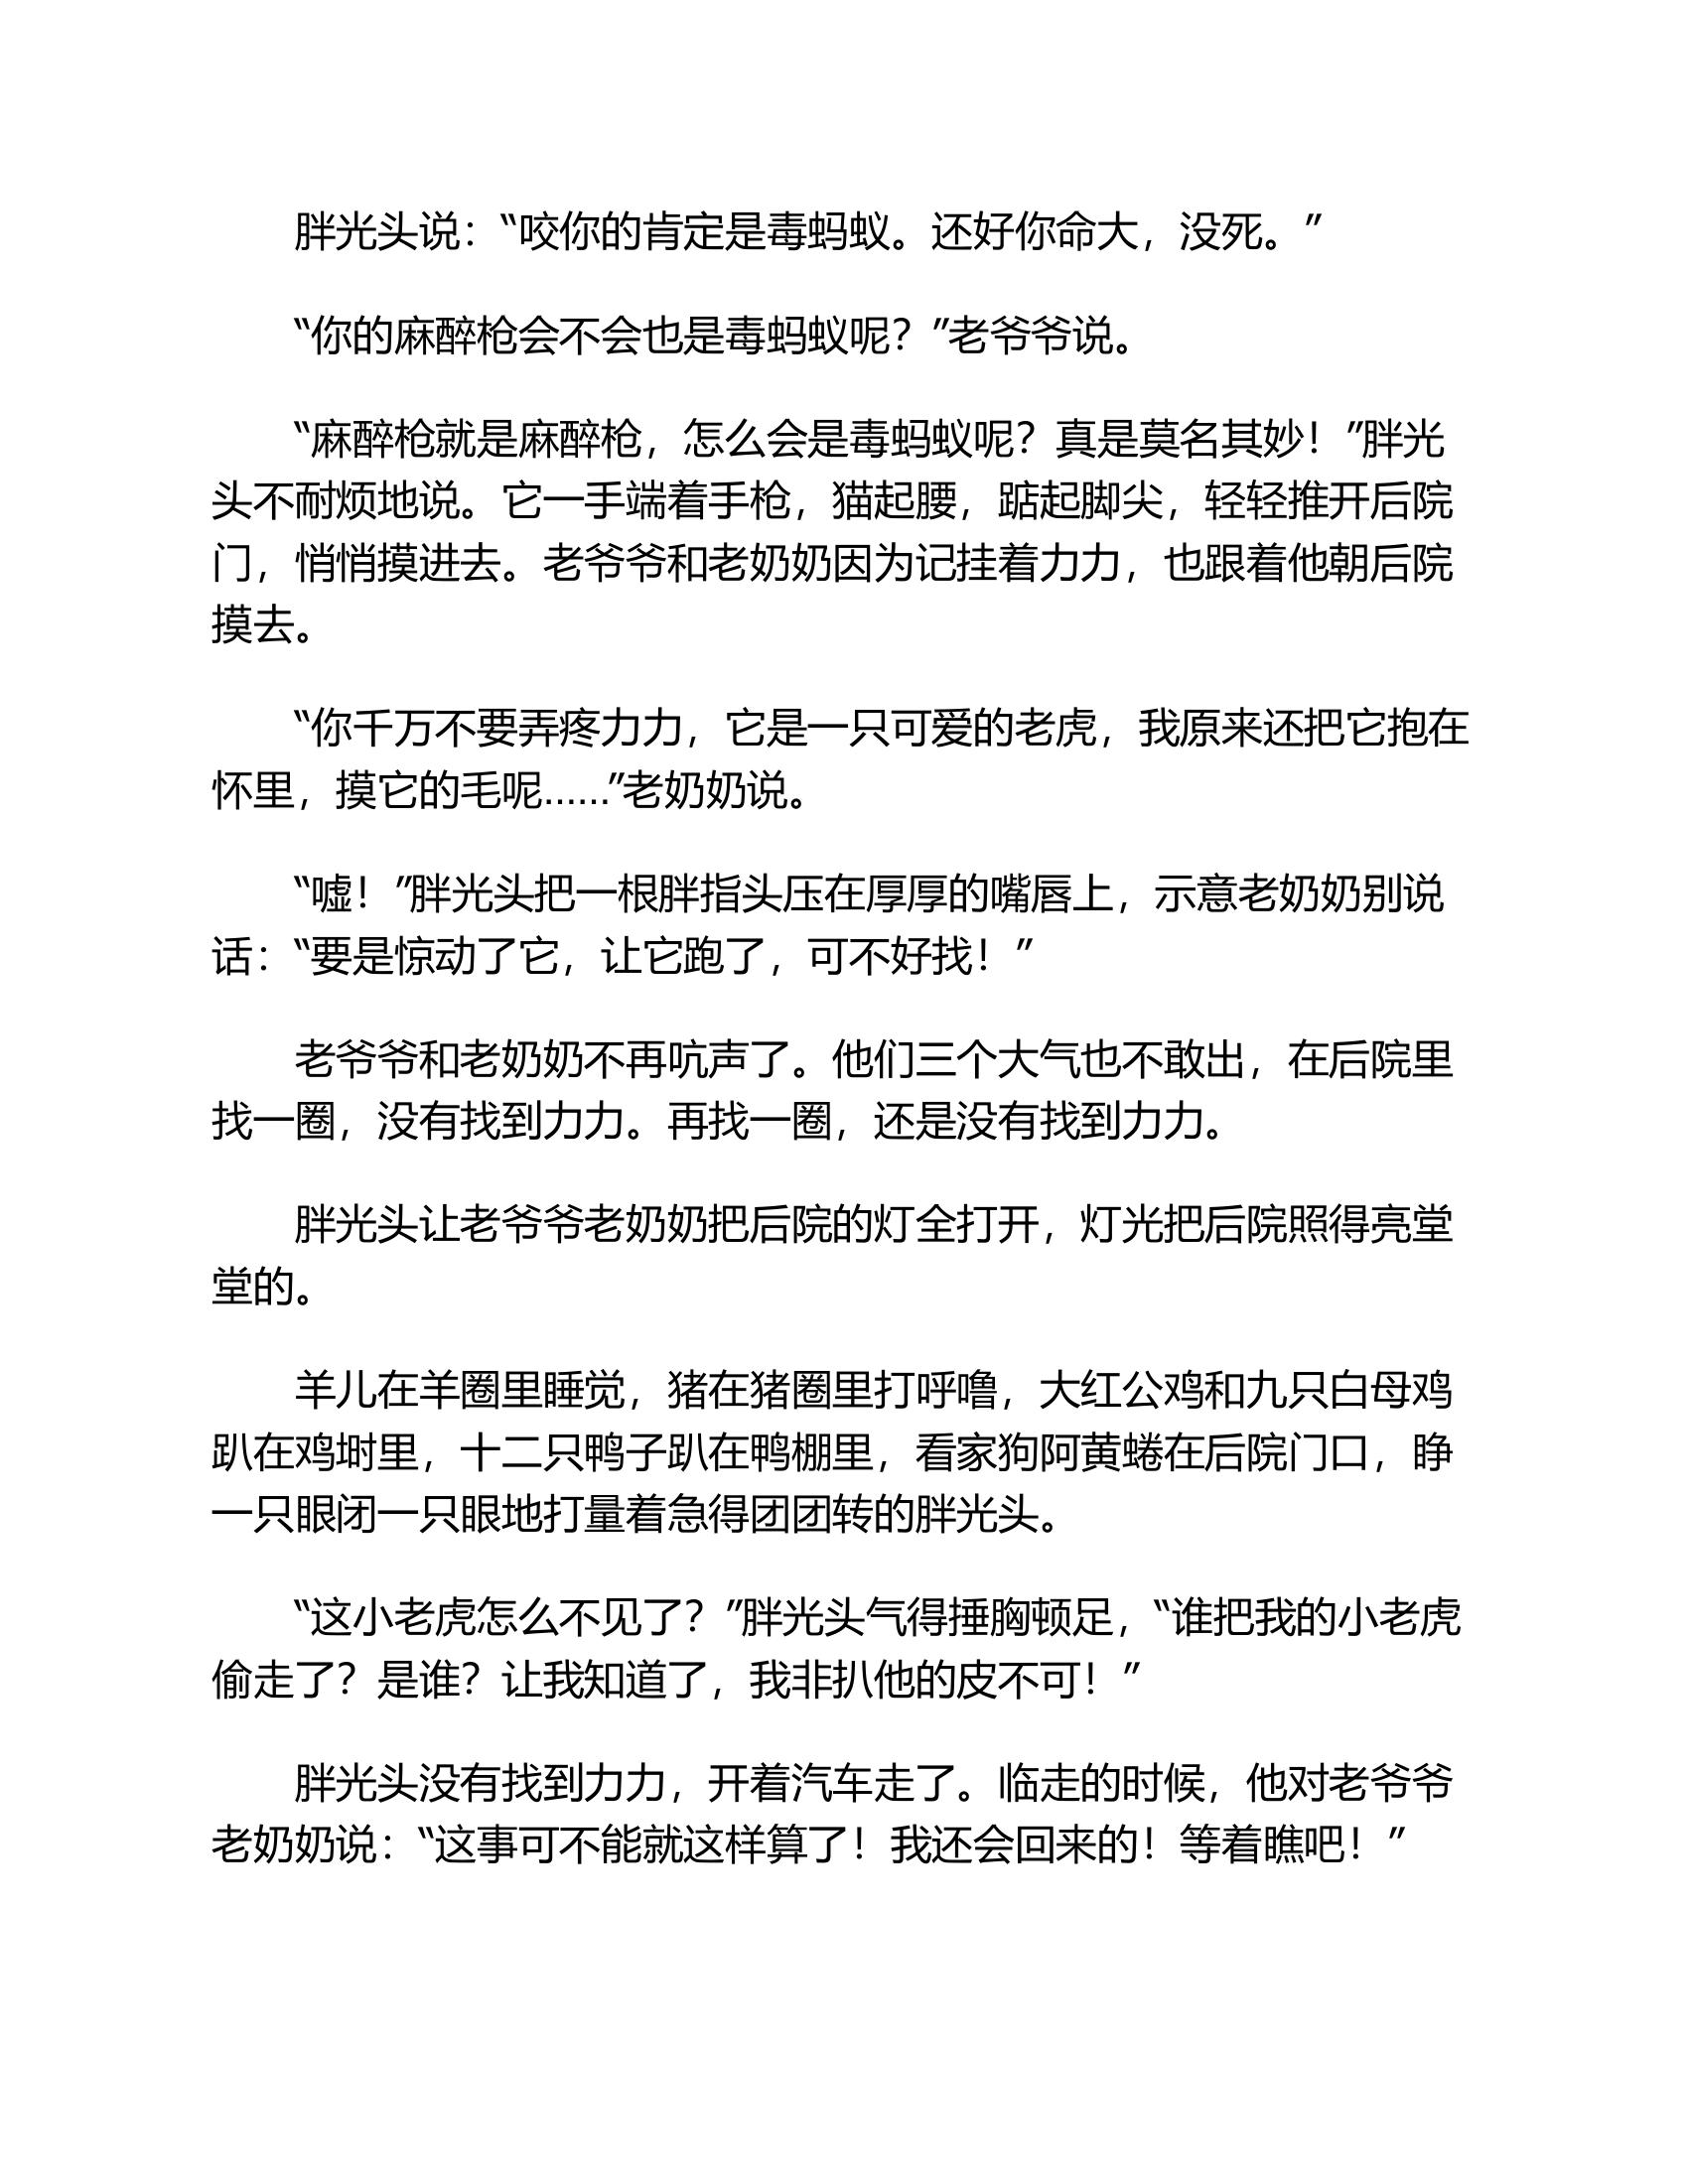 胖光头说：“咬你的肯定是毒蚂蚁。还好你命大，没死。”
“你的麻醉枪会不会也是毒蚂蚁呢？”老爷爷说。
“麻醉枪就是麻醉枪，怎么会是毒蚂蚁呢？真是莫名其妙！”胖光
头不耐烦地说。它一手端着手枪，猫起腰，踮起脚尖，轻轻推开后院
门，悄悄摸进去。老爷爷和老奶奶因为记挂着力力，也跟着他朝后院
摸去。
“你千万不要弄疼力力，它是一只可爱的老虎，我原来还把它抱在
怀里，摸它的毛呢......”老奶奶说。
“嘘！”胖光头把一根胖指头压在厚厚的嘴唇上，示意老奶奶别说
话：“要是惊动了它，让它跑了，可不好找！”
老爷爷和老奶奶不再吭声了。他们三个大气也不敢出，在后院里
找一圈，没有找到力力。再找一圈，还是没有找到力力。
胖光头让老爷爷老奶奶把后院的灯全打开，灯光把后院照得亮堂
堂的。
羊儿在羊圈里睡觉，猪在猪圈里打呼噜，大红公鸡和九只白母鸡
趴在鸡埘里，十二只鸭子趴在鸭棚里，看家狗阿黄蜷在后院门口，睁
一只眼闭一只眼地打量着急得团团转的胖光头。
“这小老虎怎么不见了？”胖光头气得捶胸顿足，“谁把我的小老虎
偷走了？是谁？让我知道了，我非扒他的皮不可！”
胖光头没有找到力力，开着汽车走了。临走的时候，他对老爷爷
老奶奶说：“这事可不能就这样算了！我还会回来的！等着瞧吧！”